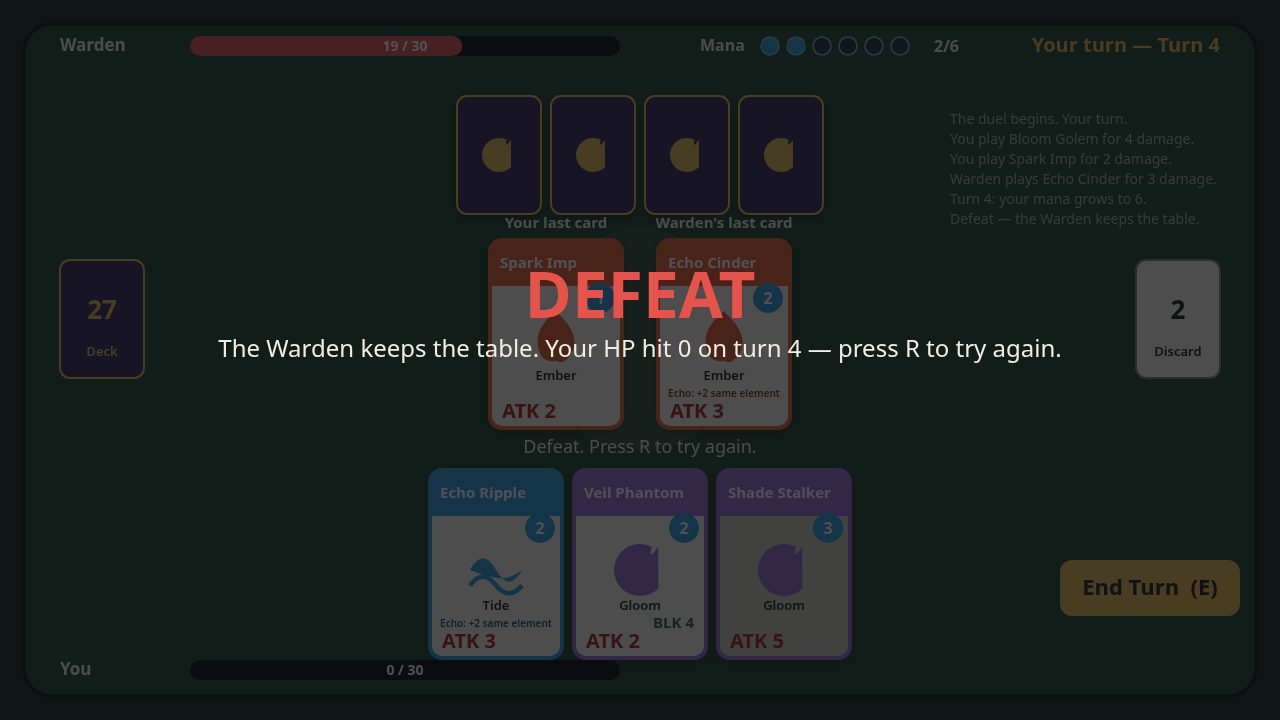 Warden
19 / 30
Mana
2/6
Your turn — Turn 4
The duel begins. Your turn.
You play Bloom Golem for 4 damage.
You play Spark Imp for 2 damage.
Warden plays Echo Cinder for 3 damage.
Turn 4: your mana grows to 6.
Defeat — the Warden keeps the table.
Your last card
Warden's last card
Spark Imp
1
Ember
ATK 2
Echo Cinder
2
Ember
Echo: +2 same element
ATK 3
27
Deck
2
Discard
DEFEAT
The Warden keeps the table. Your HP hit 0 on turn 4 — press R to try again.
Defeat. Press R to try again.
Echo Ripple
2
Tide
Echo: +2 same element
ATK 3
Veil Phantom
2
Gloom
BLK 4
ATK 2
Shade Stalker
3
Gloom
ATK 5
End Turn (E)
You
0 / 30